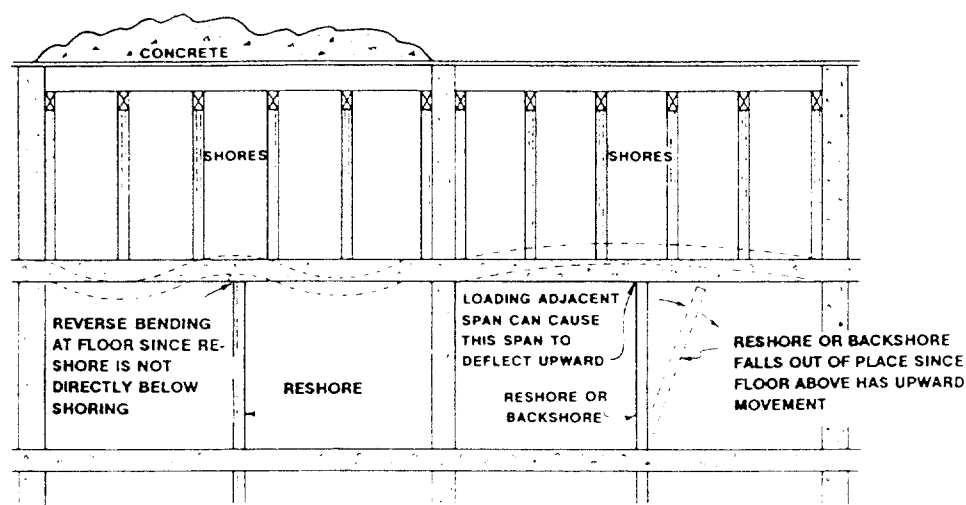 CONCRETE
SHORES
SHORES
REVERSE BENDING
AT FLOOR SINCE RE-
SHORE IS NOT
DIRECTLY BELOW
SHORING
RESHORE
LOADING ADJACENT
SPAN CAN CAUSE
THIS SPAN TO
DEFLECT UPWARD
RESHORE OR
BACKSHORE
RESHORE OR BACKSHORE
FALLS OUT OF PLACE SINCE
FLOOR ABOVE HAS UPWARD
MOVEMENT